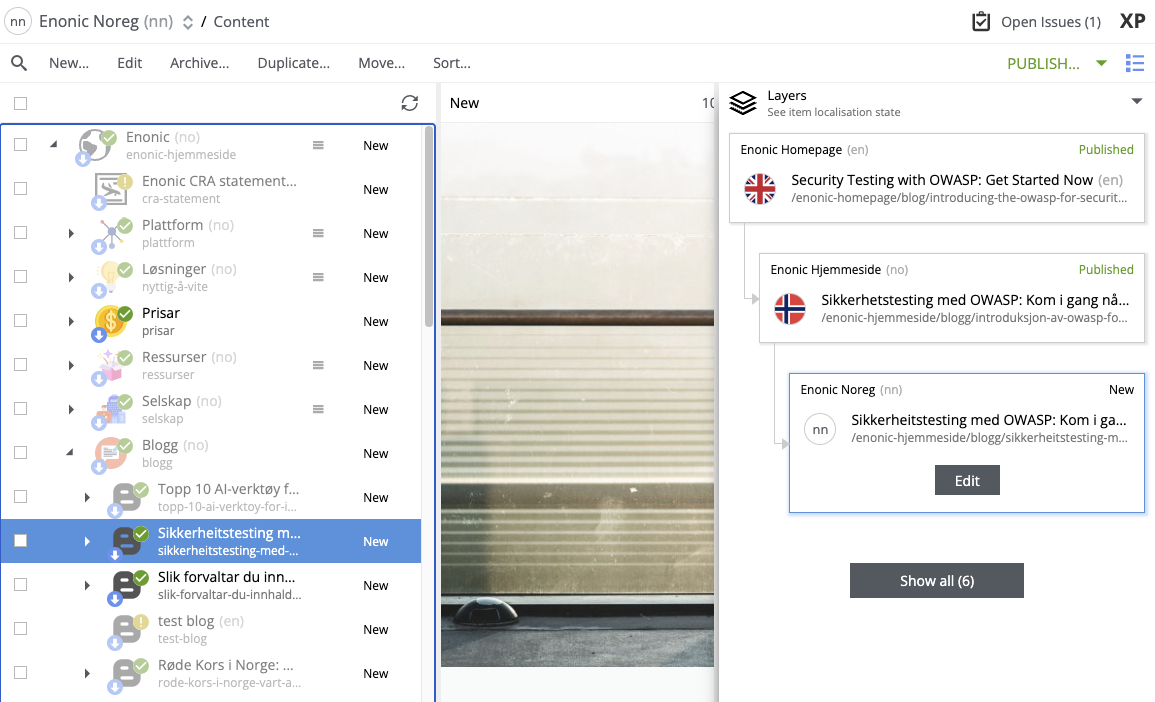 nn Enonic Noreg (nn) / Content
Open Issues (1) XP
New... Edit Archive... Duplicate... Move... Sort...
PUBLISH...
Enonic (no) New
enonic-hjemmeside
Enonic CRA statement... New
cra-statement
Plattform (no) New
plattform
Løsninger (no) New
nyttig-å-vite
Prisar New
prisar
Ressurser (no) New
ressurser
Selskap (no) New
selskap
Blogg (no) New
blogg
Topp 10 AI-verktøy f... New
topp-10-ai-verktoy-for-i...
Sikkerheitstesting m... New
sikkerheitstesting-med-...
Slik forvaltar du inn... New
slik-forvaltar-du-innhald...
test blog (en) New
test-blog
Røde Kors i Norge: ... New
rode-kors-i-norge-vart-a...
New 10
Layers
See item localisation state
Enonic Homepage (en) Published
Security Testing with OWASP: Get Started Now (en)
/enonic-homepage/blog/introducing-the-owasp-for-securit...
Enonic Hjemmeside (no) Published
Sikkerhetstesting med OWASP: Kom i gang nå...
/enonic-hjemmeside/blogg/introduksjon-av-owasp-fo...
Enonic Noreg (nn) New
nn
Sikkerheitstesting med OWASP: Kom i ga...
/enonic-hjemmeside/blogg/sikkerheitstesting-m...
Edit
Show all (6)